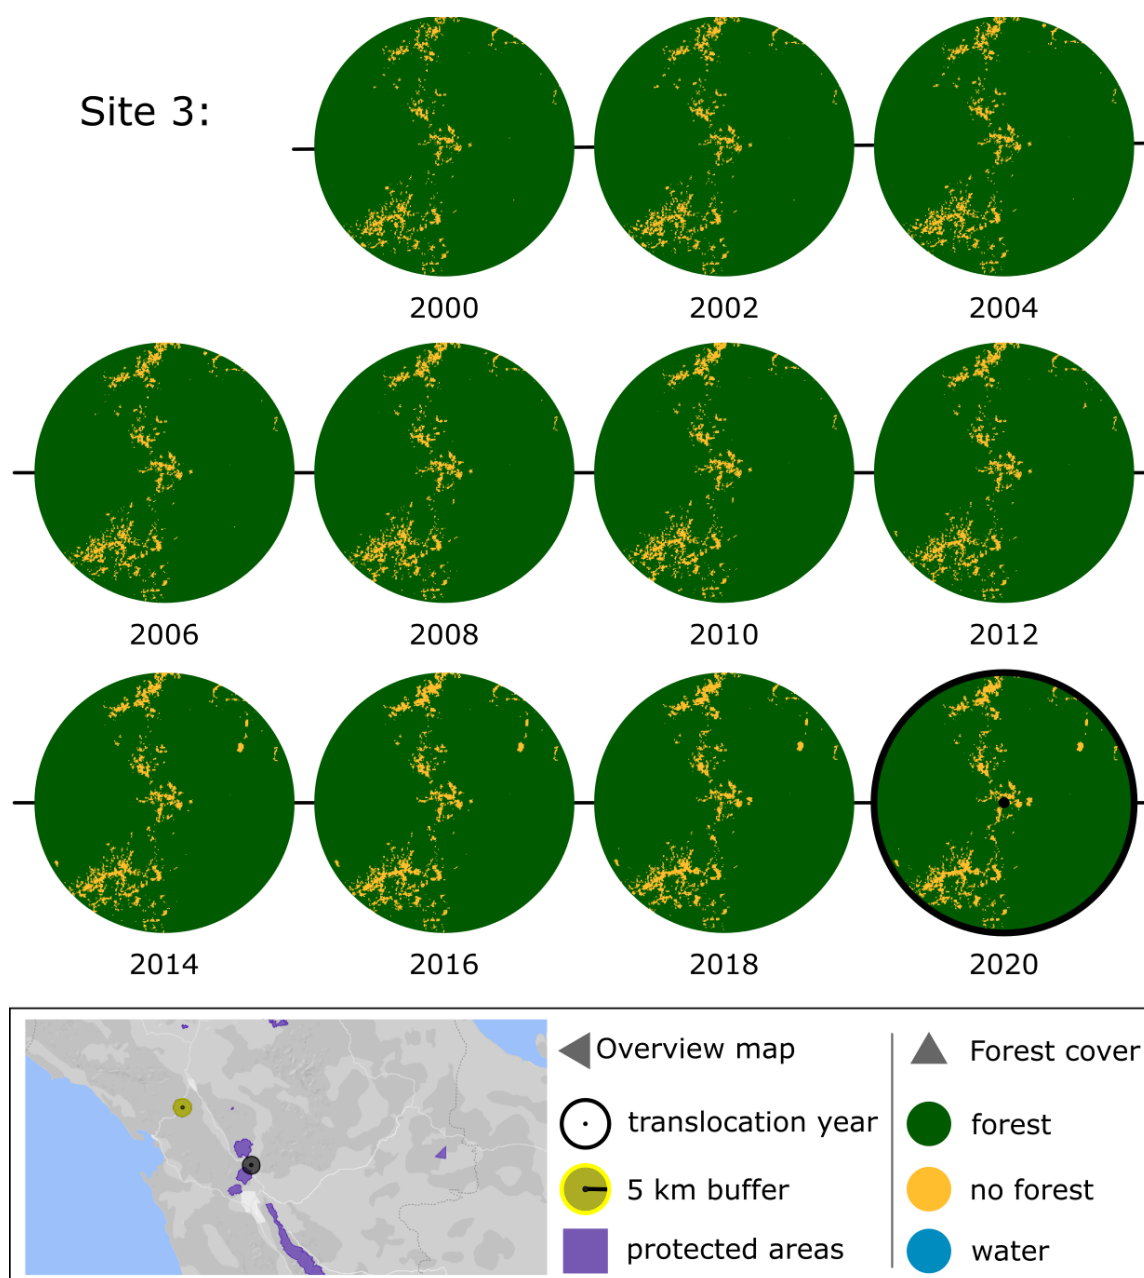 Site 3:
2000
2002
2004
2006
2008
2010
2012
2014
2016
2018
2020
Overview map
Forest cover
translocation year
forest
5 km buffer
no forest
protected areas
water